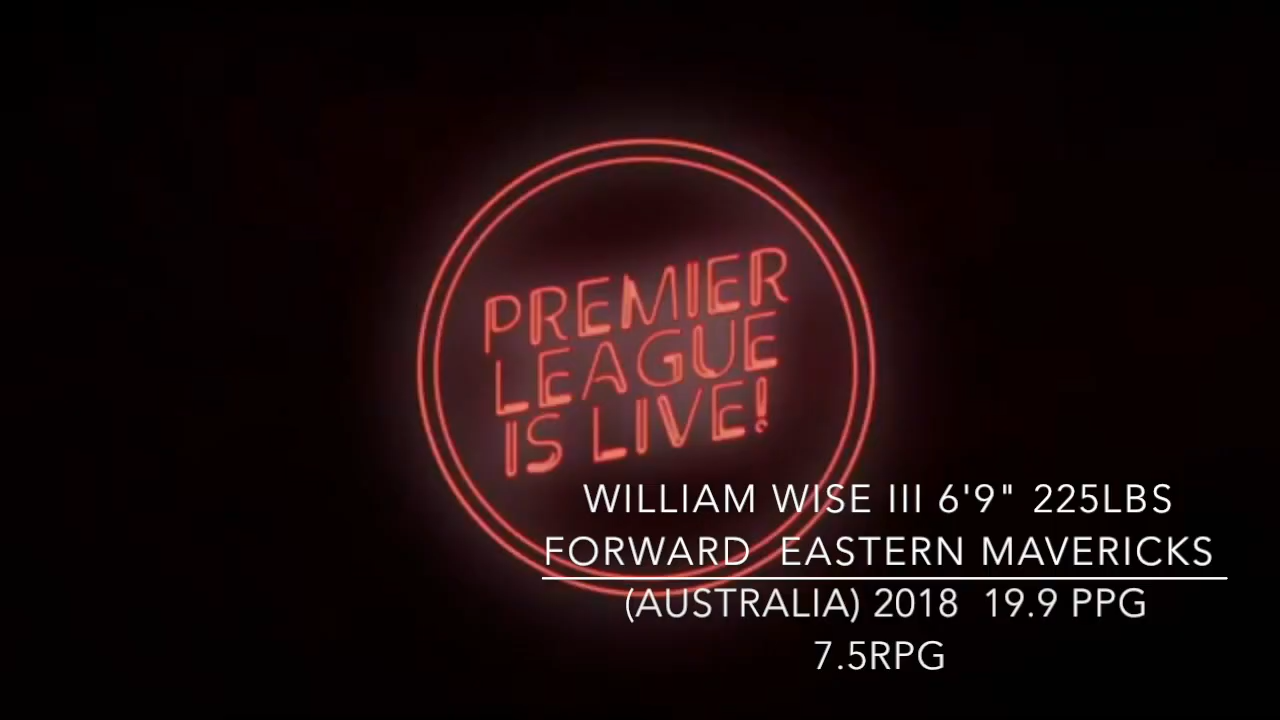 PREMIER
LEAGUE
IS LIVE!
WILLIAM WISE III 6'9" 225LBS
FORWARD  EASTERN MAVERICKS
(AUSTRALIA) 2018  19.9 PPG
7.5RPG